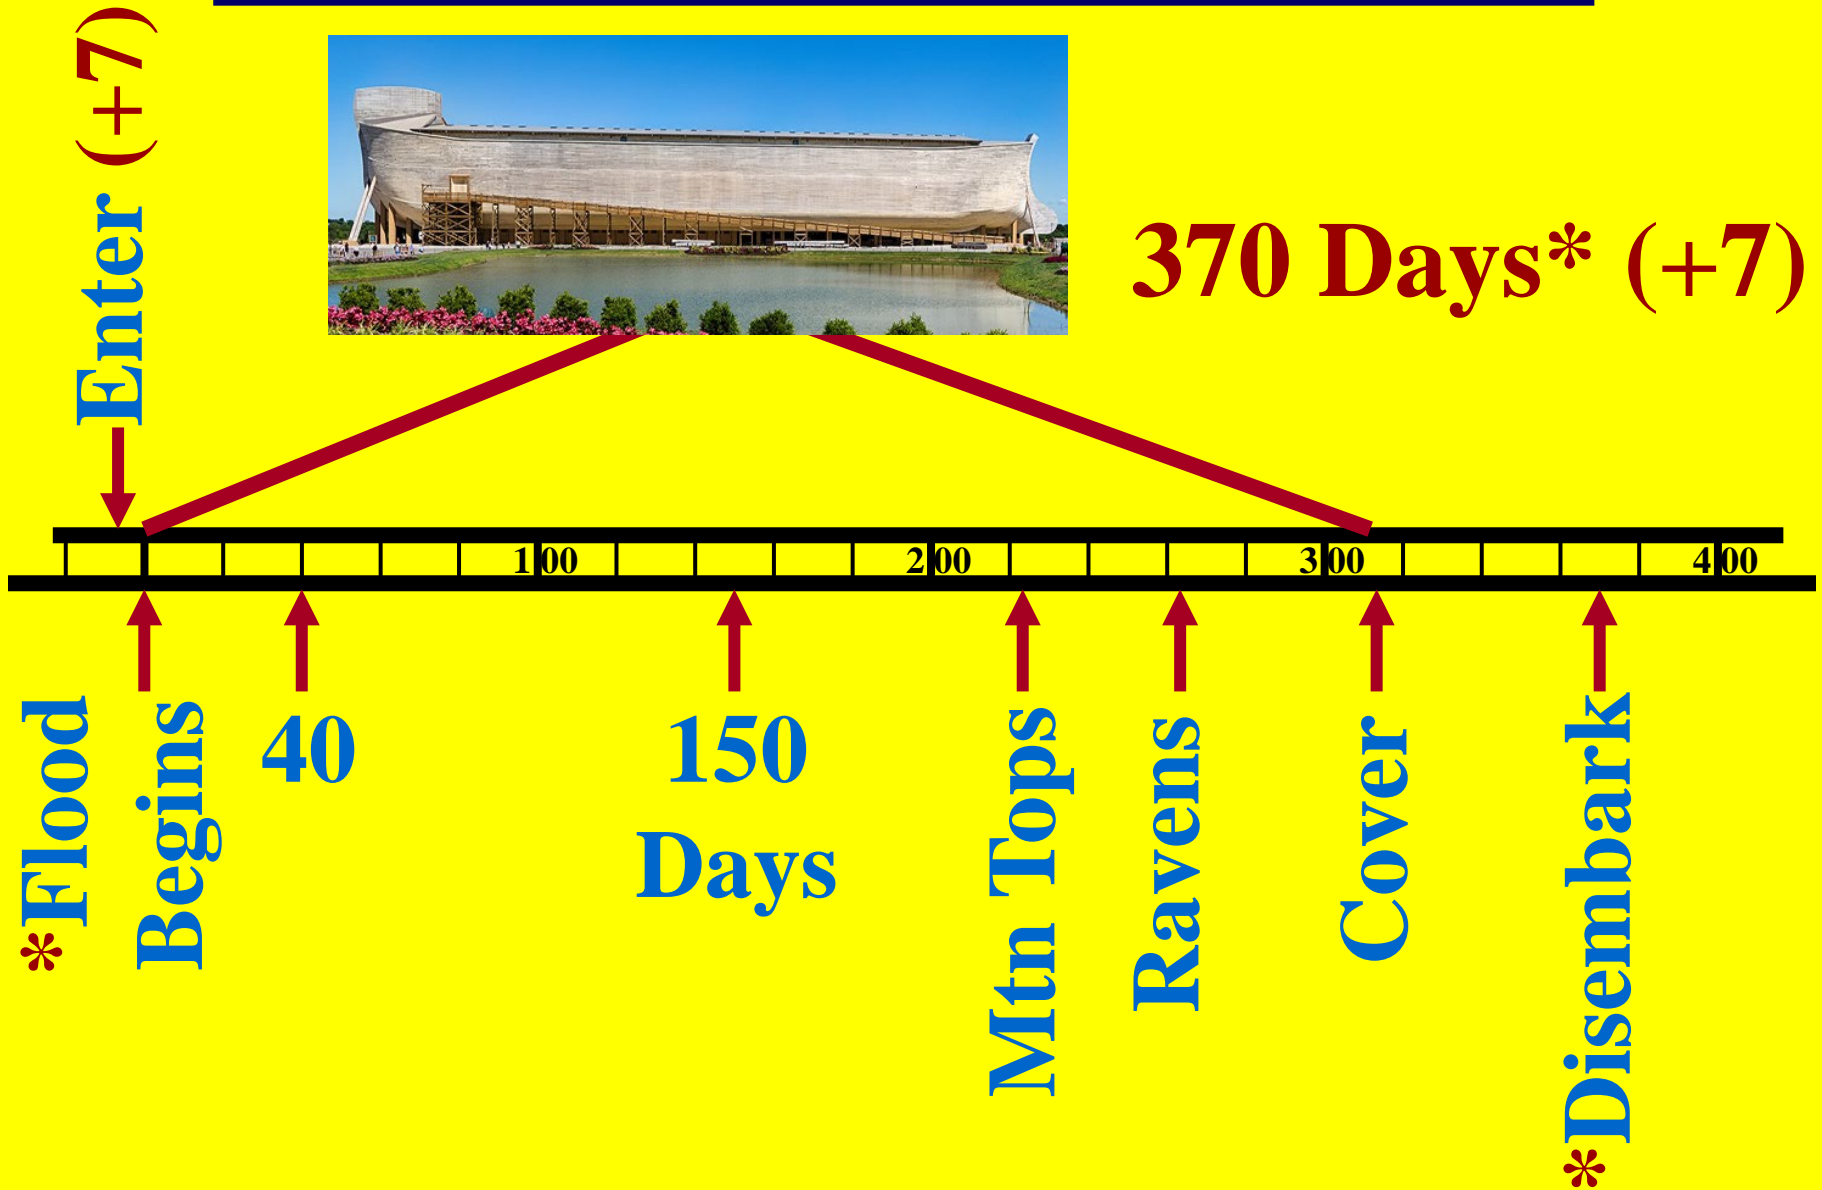 Enter (+7)
370 Days* (+7)
100
200
300
400
*Flood
Begins
40
150
Days
Mtn Tops
Ravens
Cover
*Disembark